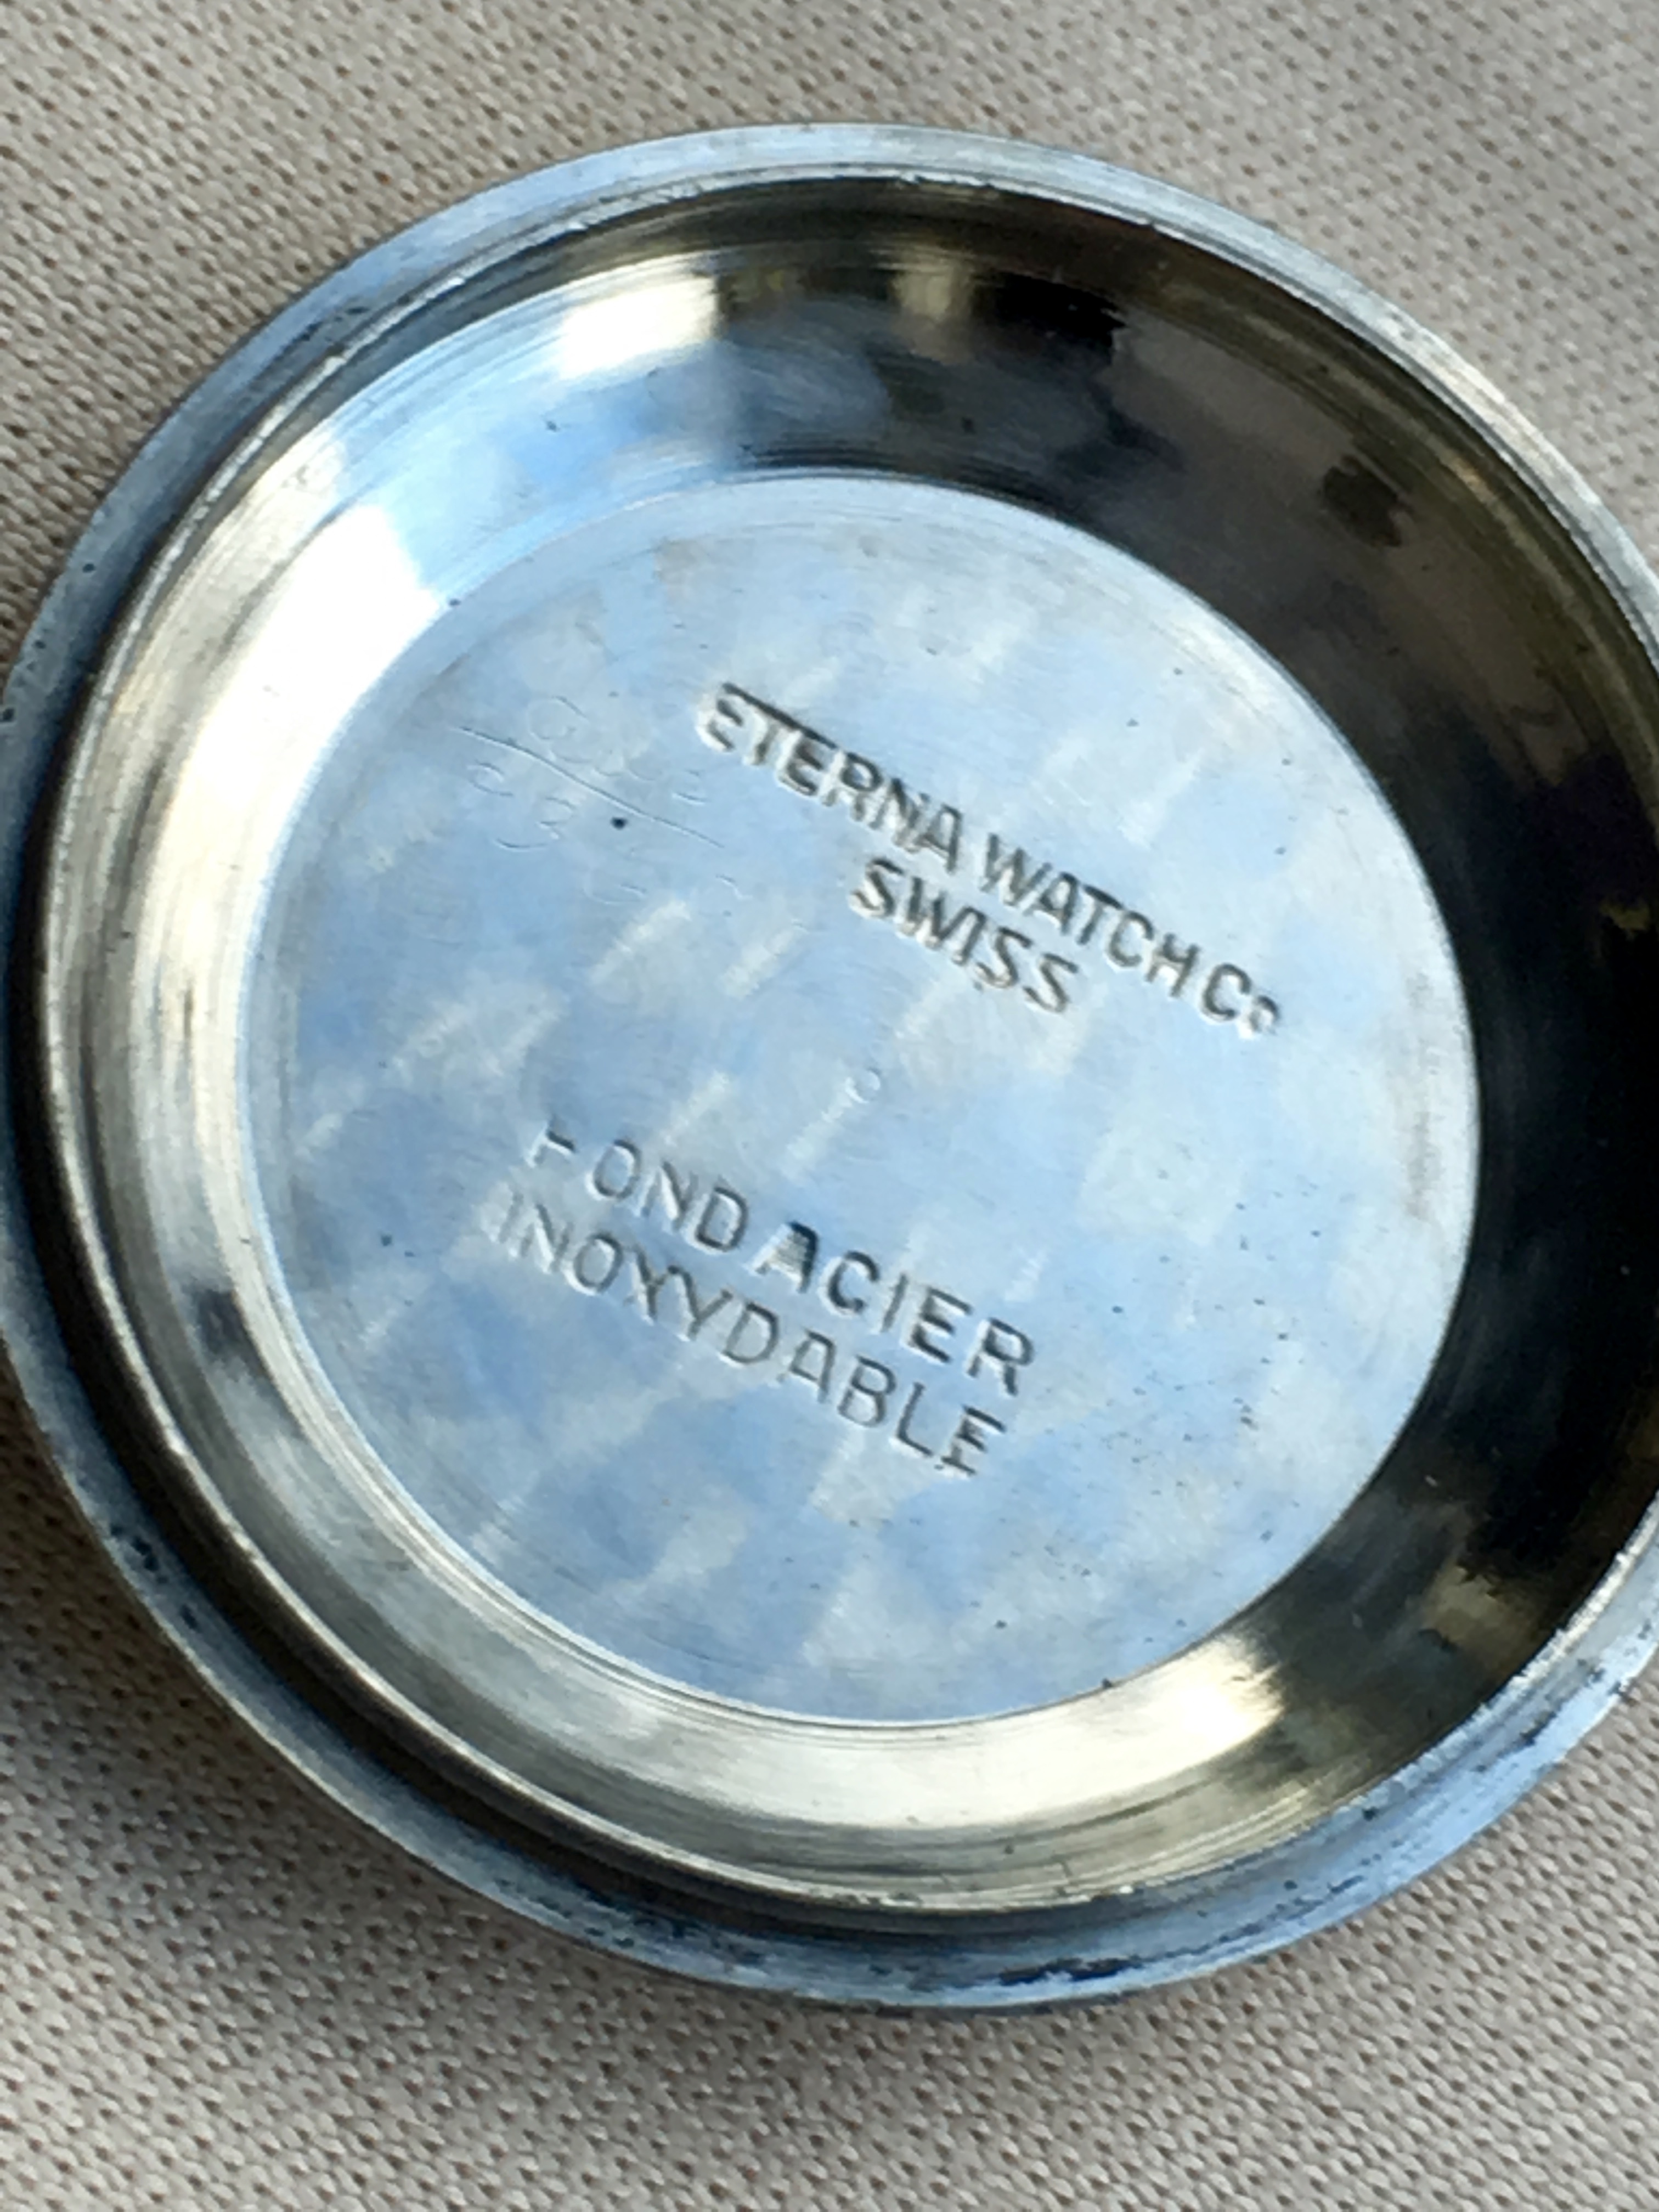 ETERNA WATCH Co
SWISS
FOND ACIER
INOXYDABLE